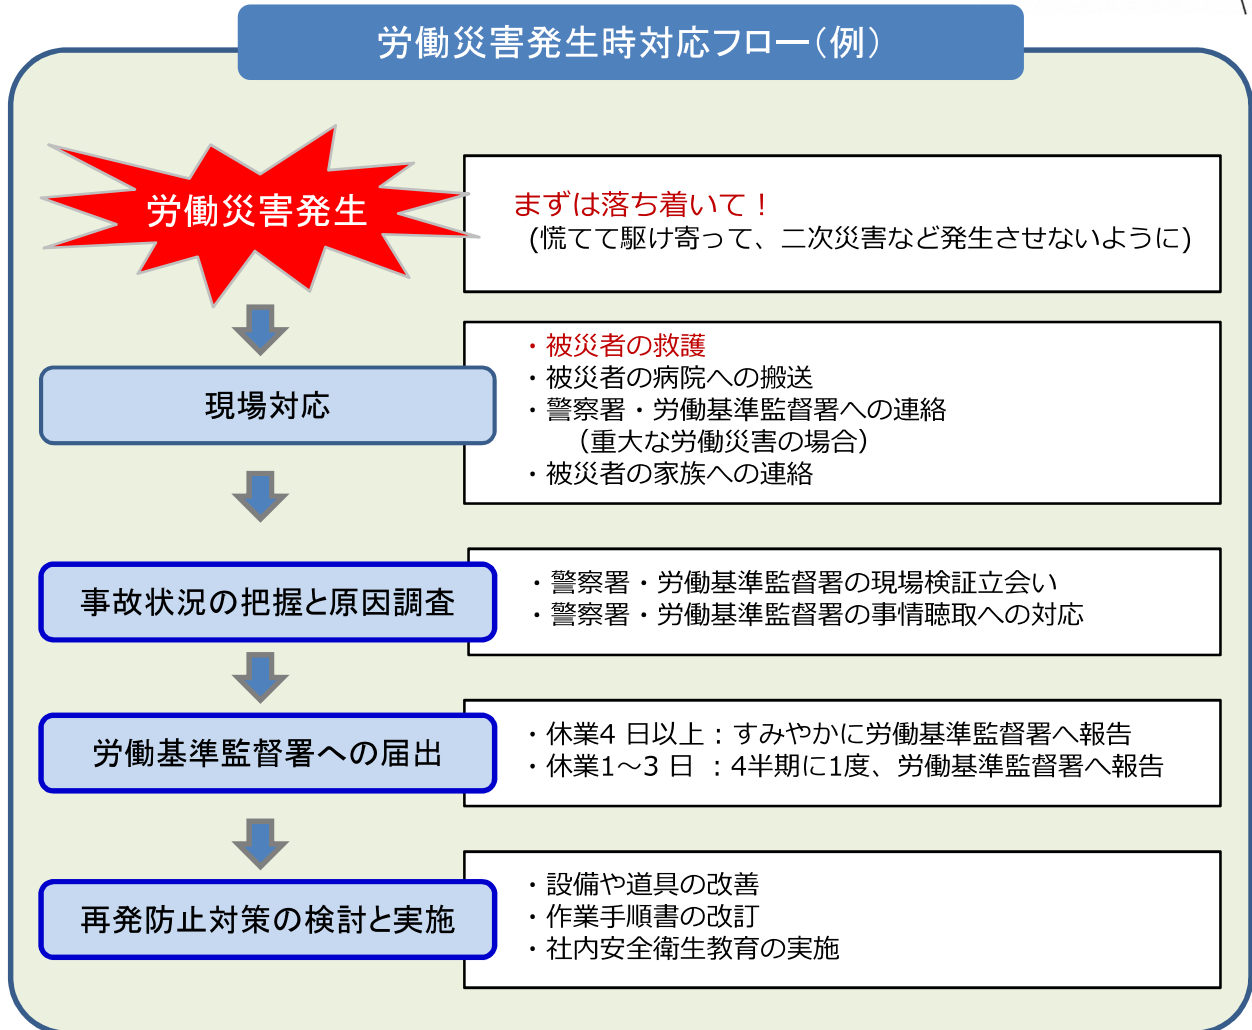 労働災害発生時対応フロー(例)
労働災害発生
まずは落ち着いて！
(慌てて駆け寄って、二次災害など発生させないように)
現場対応
・被災者の救護
・被災者の病院への搬送
・警察署・労働基準監督署への連絡
（重大な労働災害の場合）
・被災者の家族への連絡
事故状況の把握と原因調査
・警察署・労働基準監督署の現場検証立会い
・警察署・労働基準監督署の事情聴取への対応
労働基準監督署への届出
・休業4 日以上：すみやかに労働基準監督署へ報告
・休業1～3 日 ：4半期に1度、労働基準監督署へ報告
再発防止対策の検討と実施
・設備や道具の改善
・作業手順書の改訂
・社内安全衛生教育の実施